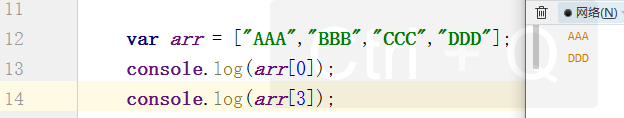 11
12 var arr = ["AAA","BBB","CCC","DDD"];
13 console.log(arr[0]);
14 console.log(arr[3]);
Ctrl + Q
网络(N)
AAA
DDD